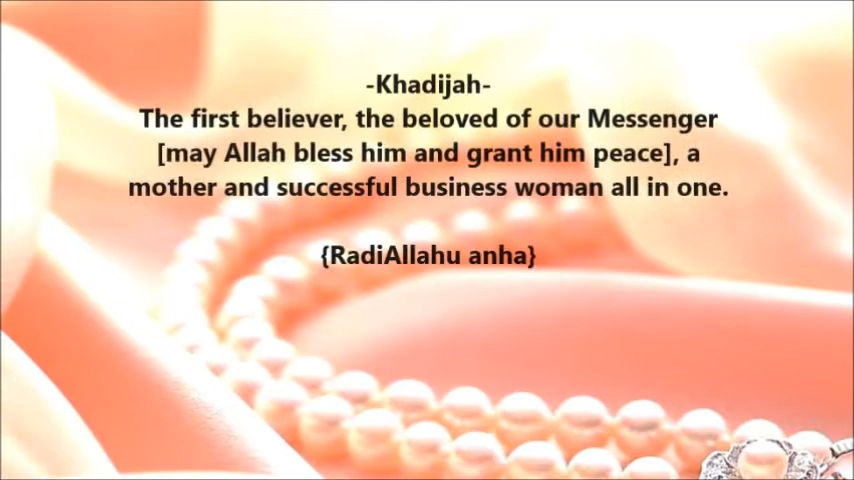 -Khadijah-
The first believer, the beloved of our Messenger
[may Allah bless him and grant him peace], a
mother and successful business woman all in one.
{RadiAllahu anha}